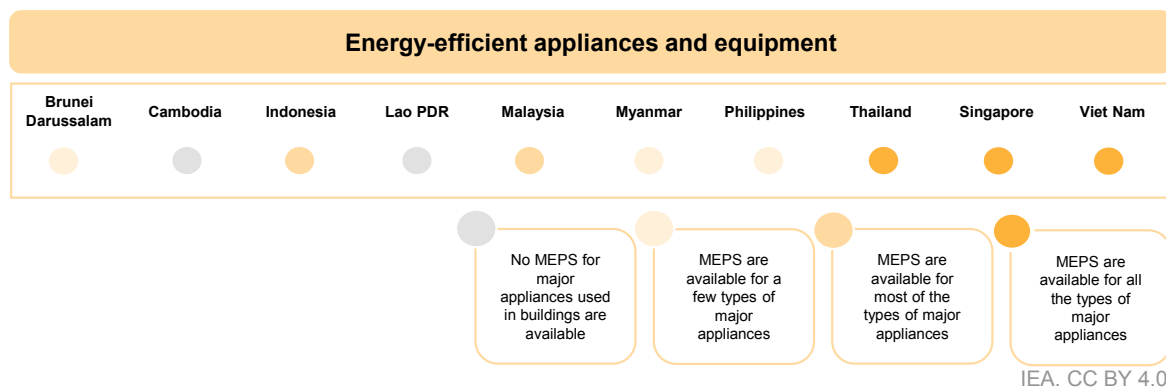 Energy-efficient appliances and equipment
Brunei
Darussalam
Cambodia
Indonesia
Lao PDR
Malaysia
Myanmar
Philippines
Thailand
Singapore
Viet Nam
No MEPS for
major
appliances used
in buildings are
available
MEPS are
available for a
few types of
major
appliances
MEPS are
available for
most of the
types of major
appliances
MEPS are
available for all
the types of
major
appliances
IEA. CC BY 4.0